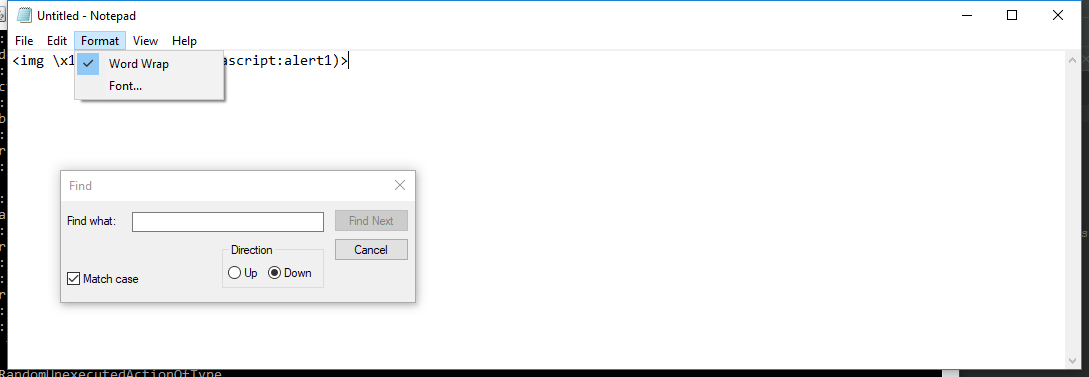 Untitled - Notepad
File Edit Format View Help
<img \x1
ascript:alert1)>
Word Wrap
Font...
Find
Find what:
Find Next
Direction
Cancel
Up Down
Match case
RandomUnexecutedActionOfType